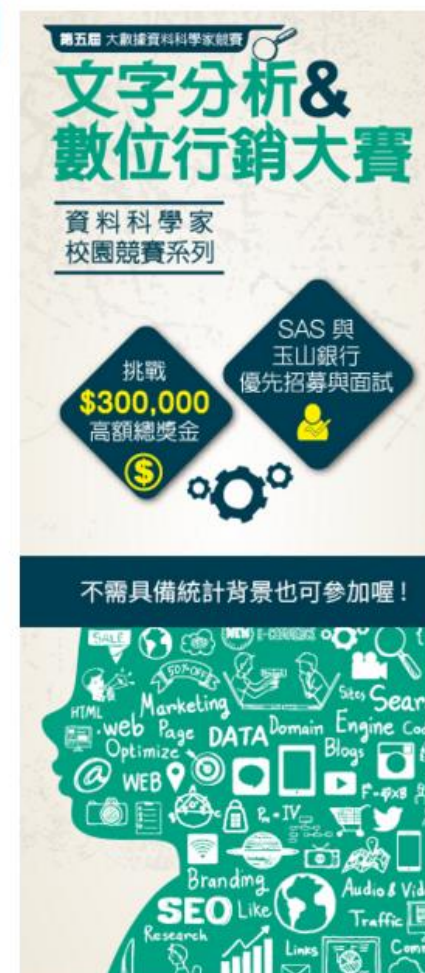 第五屆 大數據資料科學家競賽
文字分析&
數位行銷大賽
資料科學家
校園競賽系列
SAS 與
玉山銀行
優先招募與面試
挑戰
$300,000
高額總獎金
$
不需具備統計背景也可參加喔!
SALE
NEW
E-COMMERCE
50% OFF
HTML
Marketing
Sites
Sear
Web Page
DATA
Domain
Engine
Cod
Optimize
Blogs
@
WEB
Branding
Audio & Vid
SEO
Like
Traffic
Research
Links
Com